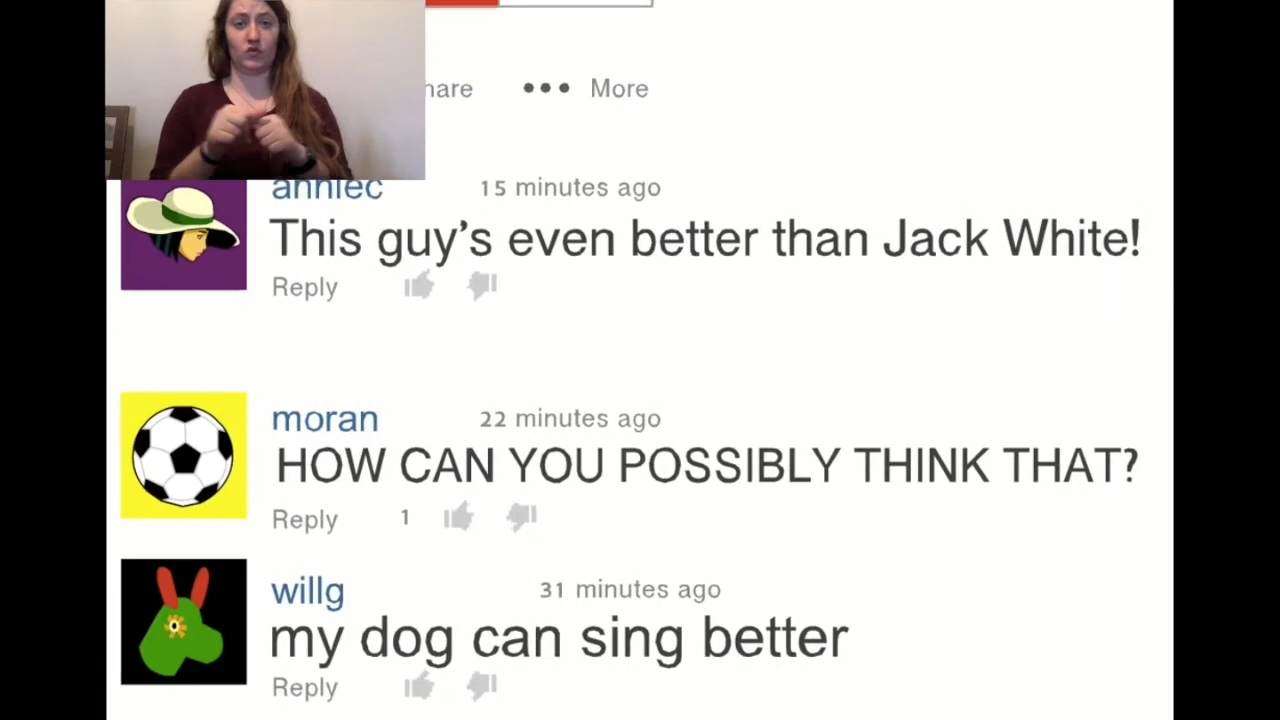 More
anniec 15 minutes ago
This guy's even better than Jack White!
Reply
moran 22 minutes ago
HOW CAN YOU POSSIBLY THINK THAT?
Reply 1
willg 31 minutes ago
my dog can sing better
Reply